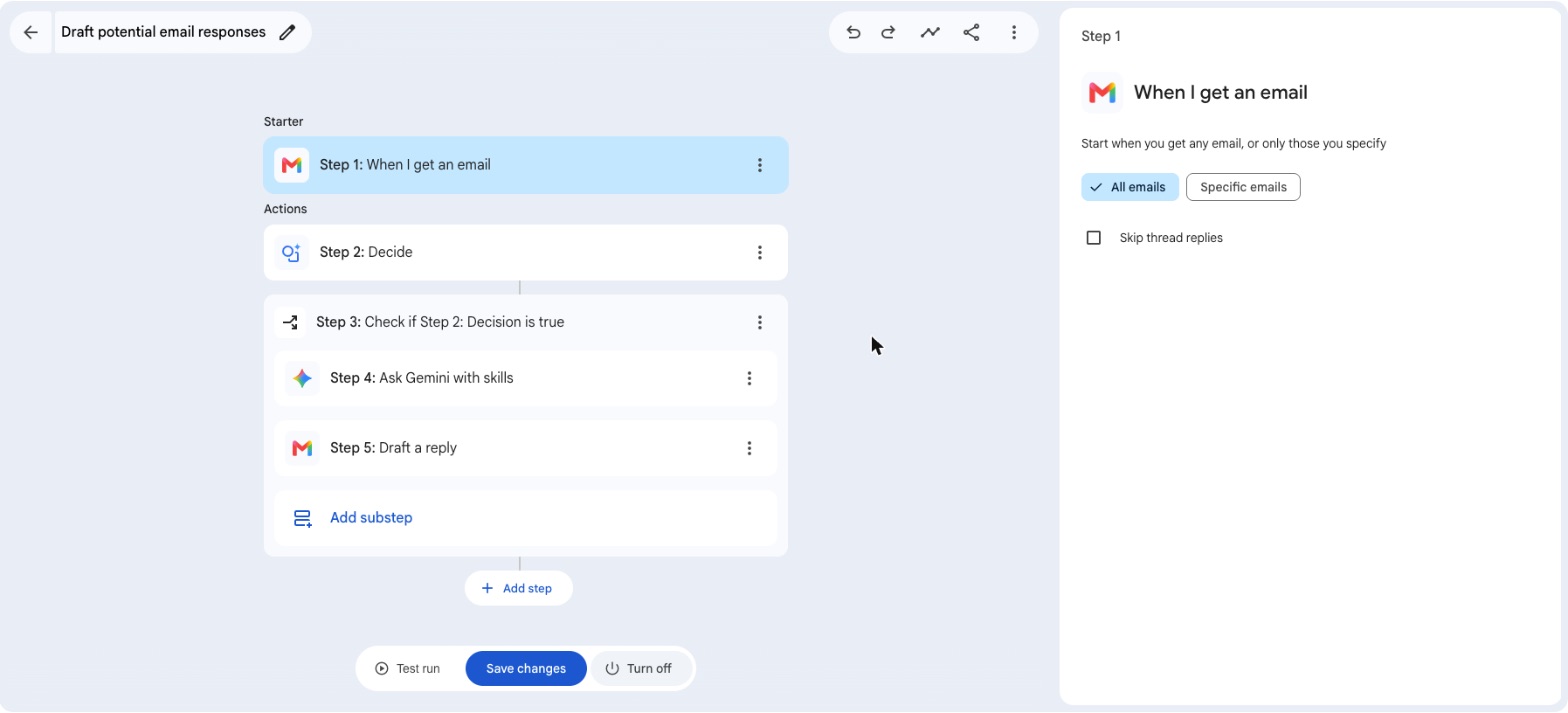 Draft potential email responses
Step 1
When I get an email
Start when you get any email, or only those you specify
All emails
Specific emails
Skip thread replies
Starter
Step 1: When I get an email
Actions
Step 2: Decide
Step 3: Check if Step 2: Decision is true
Step 4: Ask Gemini with skills
Step 5: Draft a reply
Add substep
Add step
Test run
Save changes
Turn off